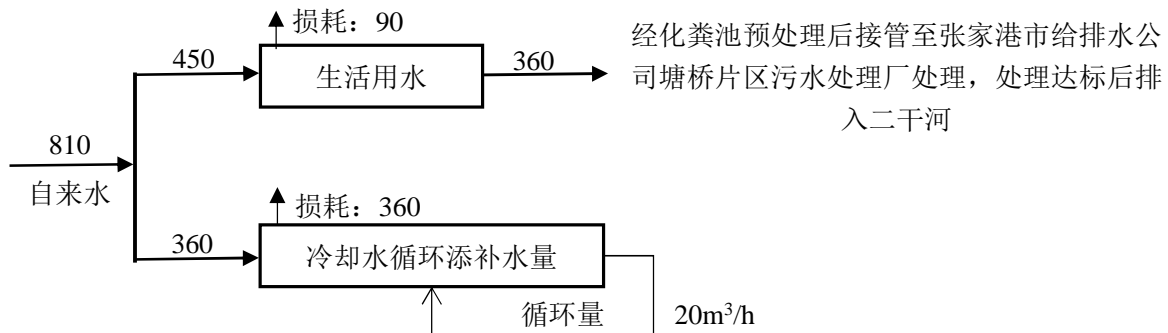 损耗：90
450
生活用水
360
经化粪池预处理后接管至张家港市给排水公
司塘桥片区污水处理厂处理，处理达标后排
入二干河
810
自来水
损耗：360
360
冷却水循环添补水量
循环量
20m³/h